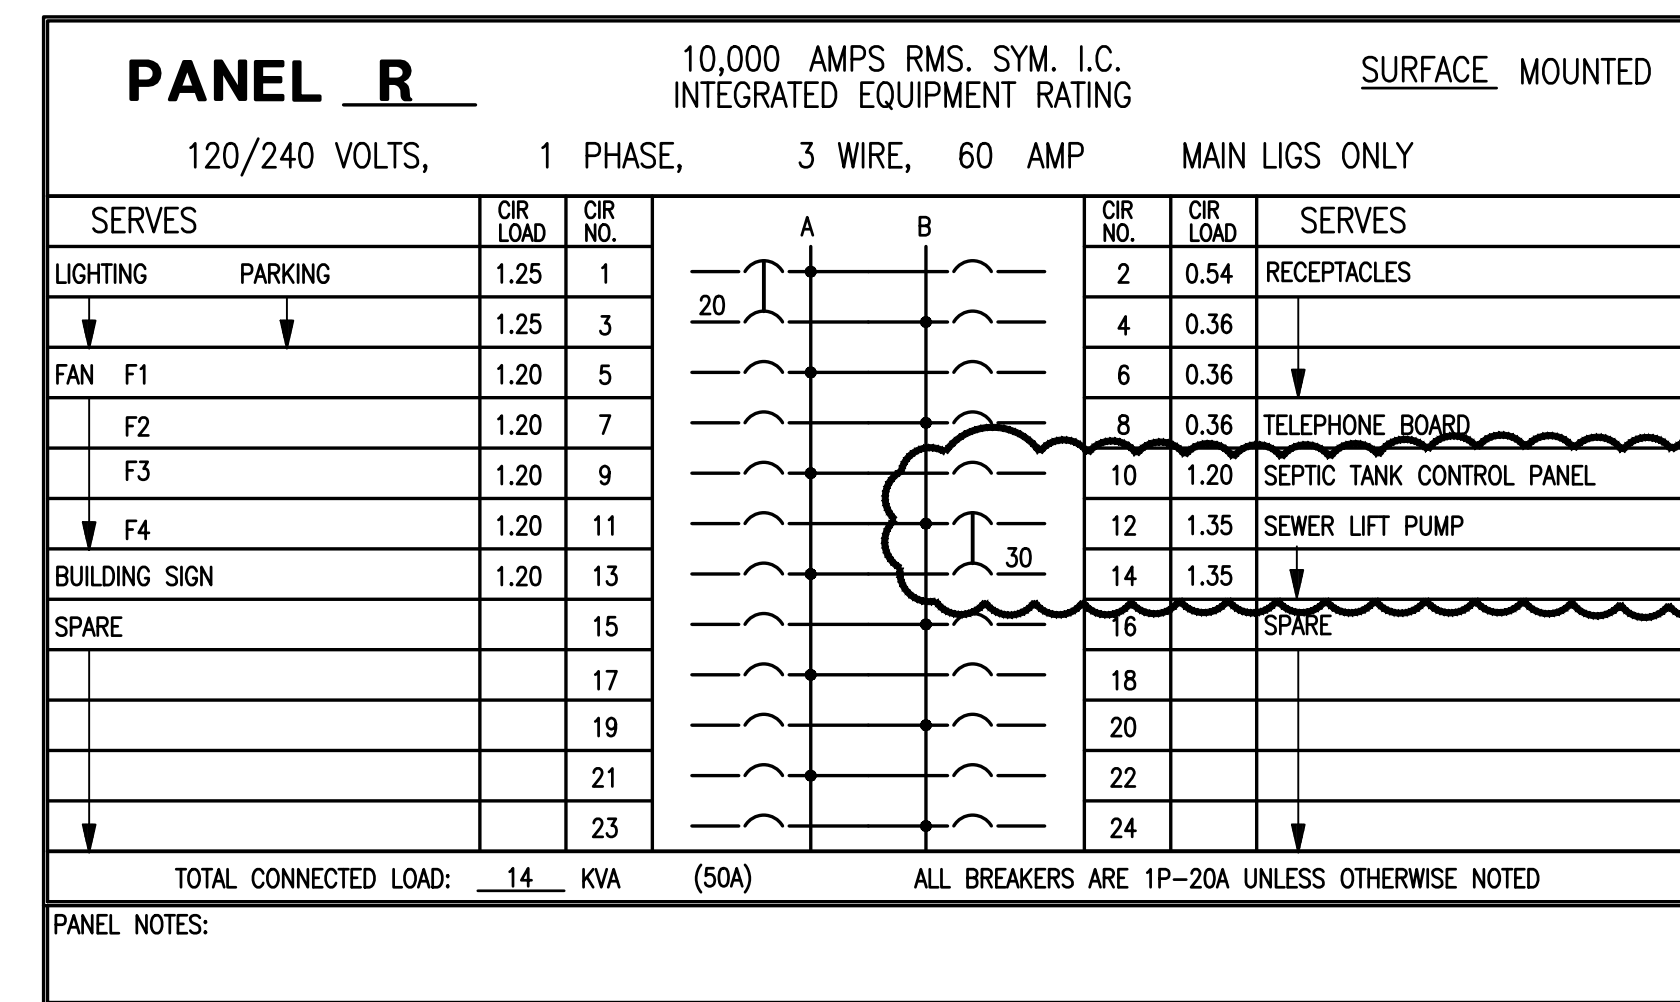 PANEL R
10,000 AMPS RMS. SYM. I.C.
INTEGRATED EQUIPMENT RATING
SURFACE MOUNTED
120/240 VOLTS, 1 PHASE, 3 WIRE, 60 AMP MAIN LIGS ONLY
SERVES CIR LOAD CIR NO. A B CIR NO. CIR LOAD SERVES
LIGHTING PARKING 1.25 1 2 0.54 RECEPTACLES
1.25 3 20 4 0.36
FAN F1 1.20 5 6 0.36
F2 1.20 7 8 0.36 TELEPHONE BOARD
F3 1.20 9 10 1.20 SEPTIC TANK CONTROL PANEL
F4 1.20 11 12 1.35 SEWER LIFT PUMP
BUILDING SIGN 1.20 13 30 14 1.35
SPARE 15 16 SPARE
17 18
19 20
21 22
23 24
TOTAL CONNECTED LOAD: 14 KVA (50A) ALL BREAKERS ARE 1P-20A UNLESS OTHERWISE NOTED
PANEL NOTES: